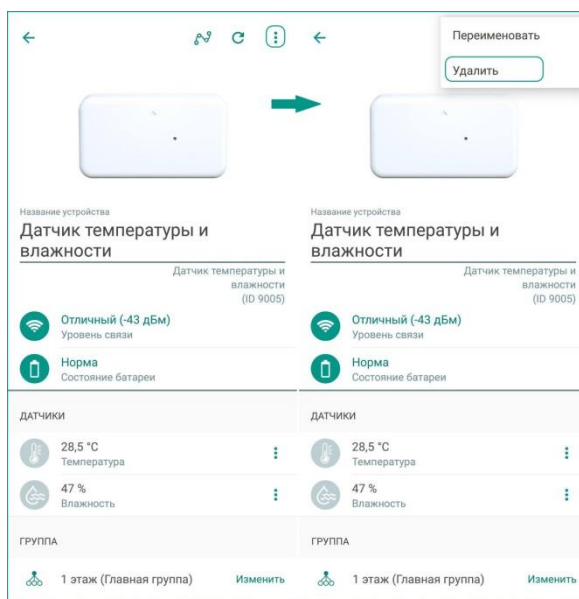 Название устройства
Датчик температуры и
влажности
Датчик температуры и
влажности
(ID 9005)
Отличный (-43 дБм)
Уровень связи
Норма
Состояние батареи
ДАТЧИКИ
28,5 °C
Температура
47 %
Влажность
ГРУППА
1 этаж (Главная группа) Изменить
Переименовать
Удалить
Название устройства
Датчик температуры и
влажности
Датчик температуры и
влажности
(ID 9005)
Отличный (-43 дБм)
Уровень связи
Норма
Состояние батареи
ДАТЧИКИ
28,5 °C
Температура
47 %
Влажность
ГРУППА
1 этаж (Главная группа) Изменить